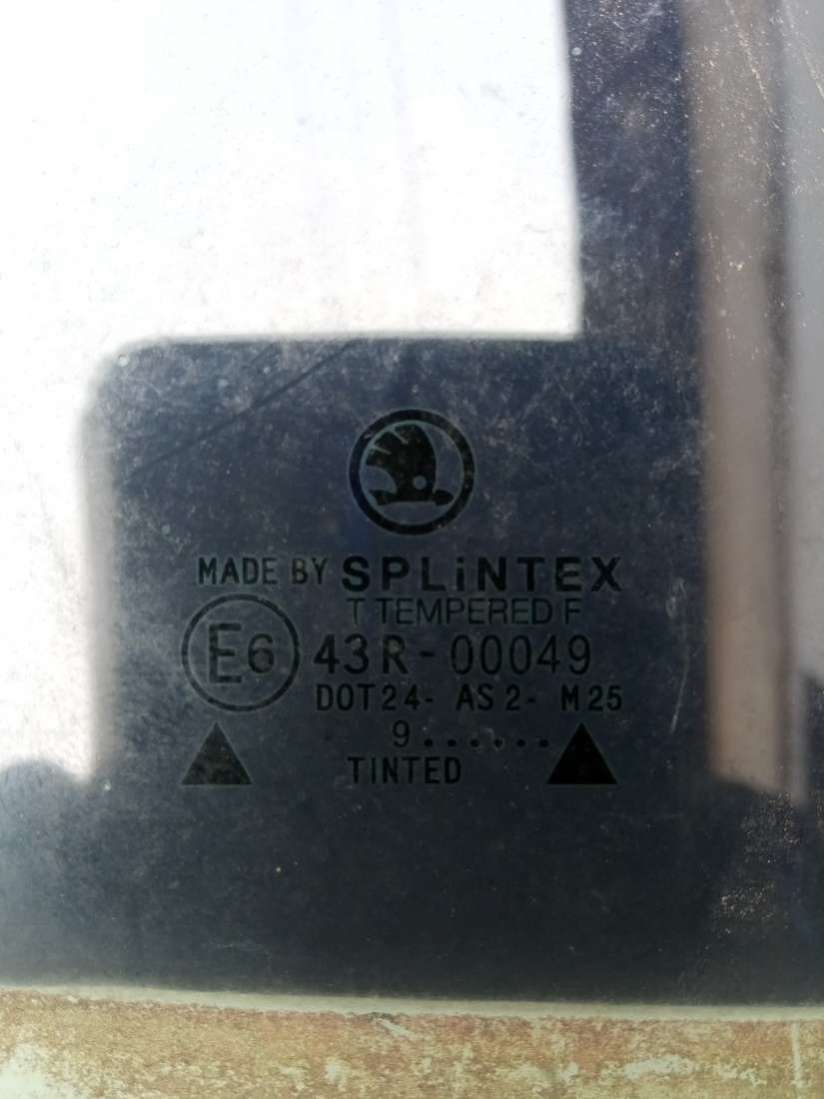 MADE BY SPLiNTEX
T TEMPERED F
E6 43R-00049
DOT24- AS2- M25
9......
TINTED